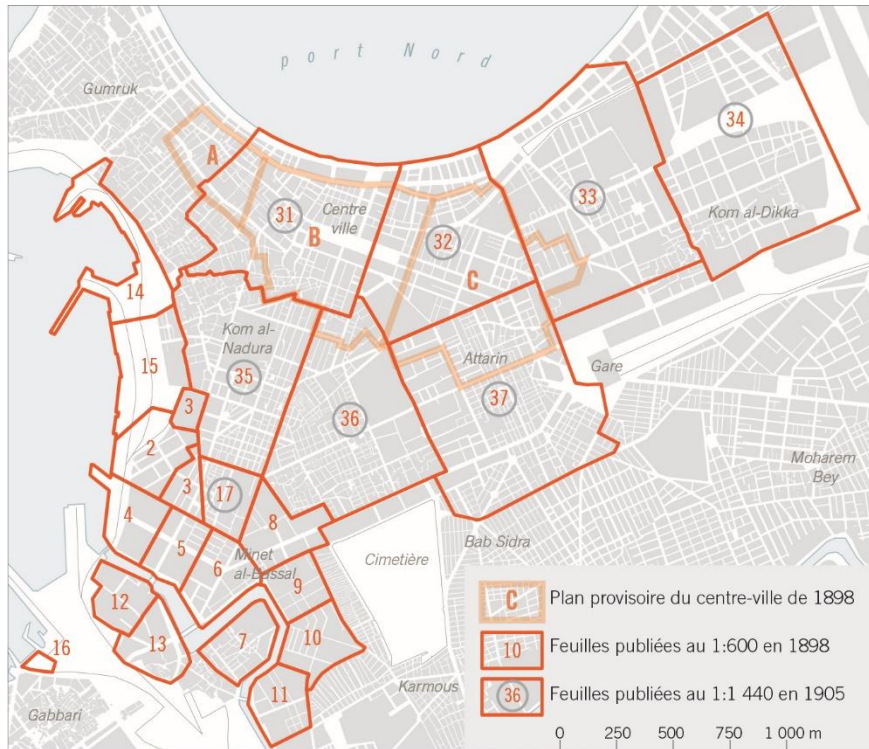 port Nord
Gumruk
A
34
31
Centre
ville
33
B
32
Kom al-Dikka
C
14
Kom al-
Nadura
15
Attarin
Gare
35
3
37
36
2
Moharem
Bey
3
17
4
8
5
Bab Sidra
6
Minet
al-Bassal
Cimetière
9
12
10
16
13
7
11
Karmous
Gabbari
C Plan provisoire du centre-ville de 1898
10 Feuilles publiées au 1:600 en 1898
36 Feuilles publiées au 1:1 440 en 1905
0 250 500 750 1 000 m